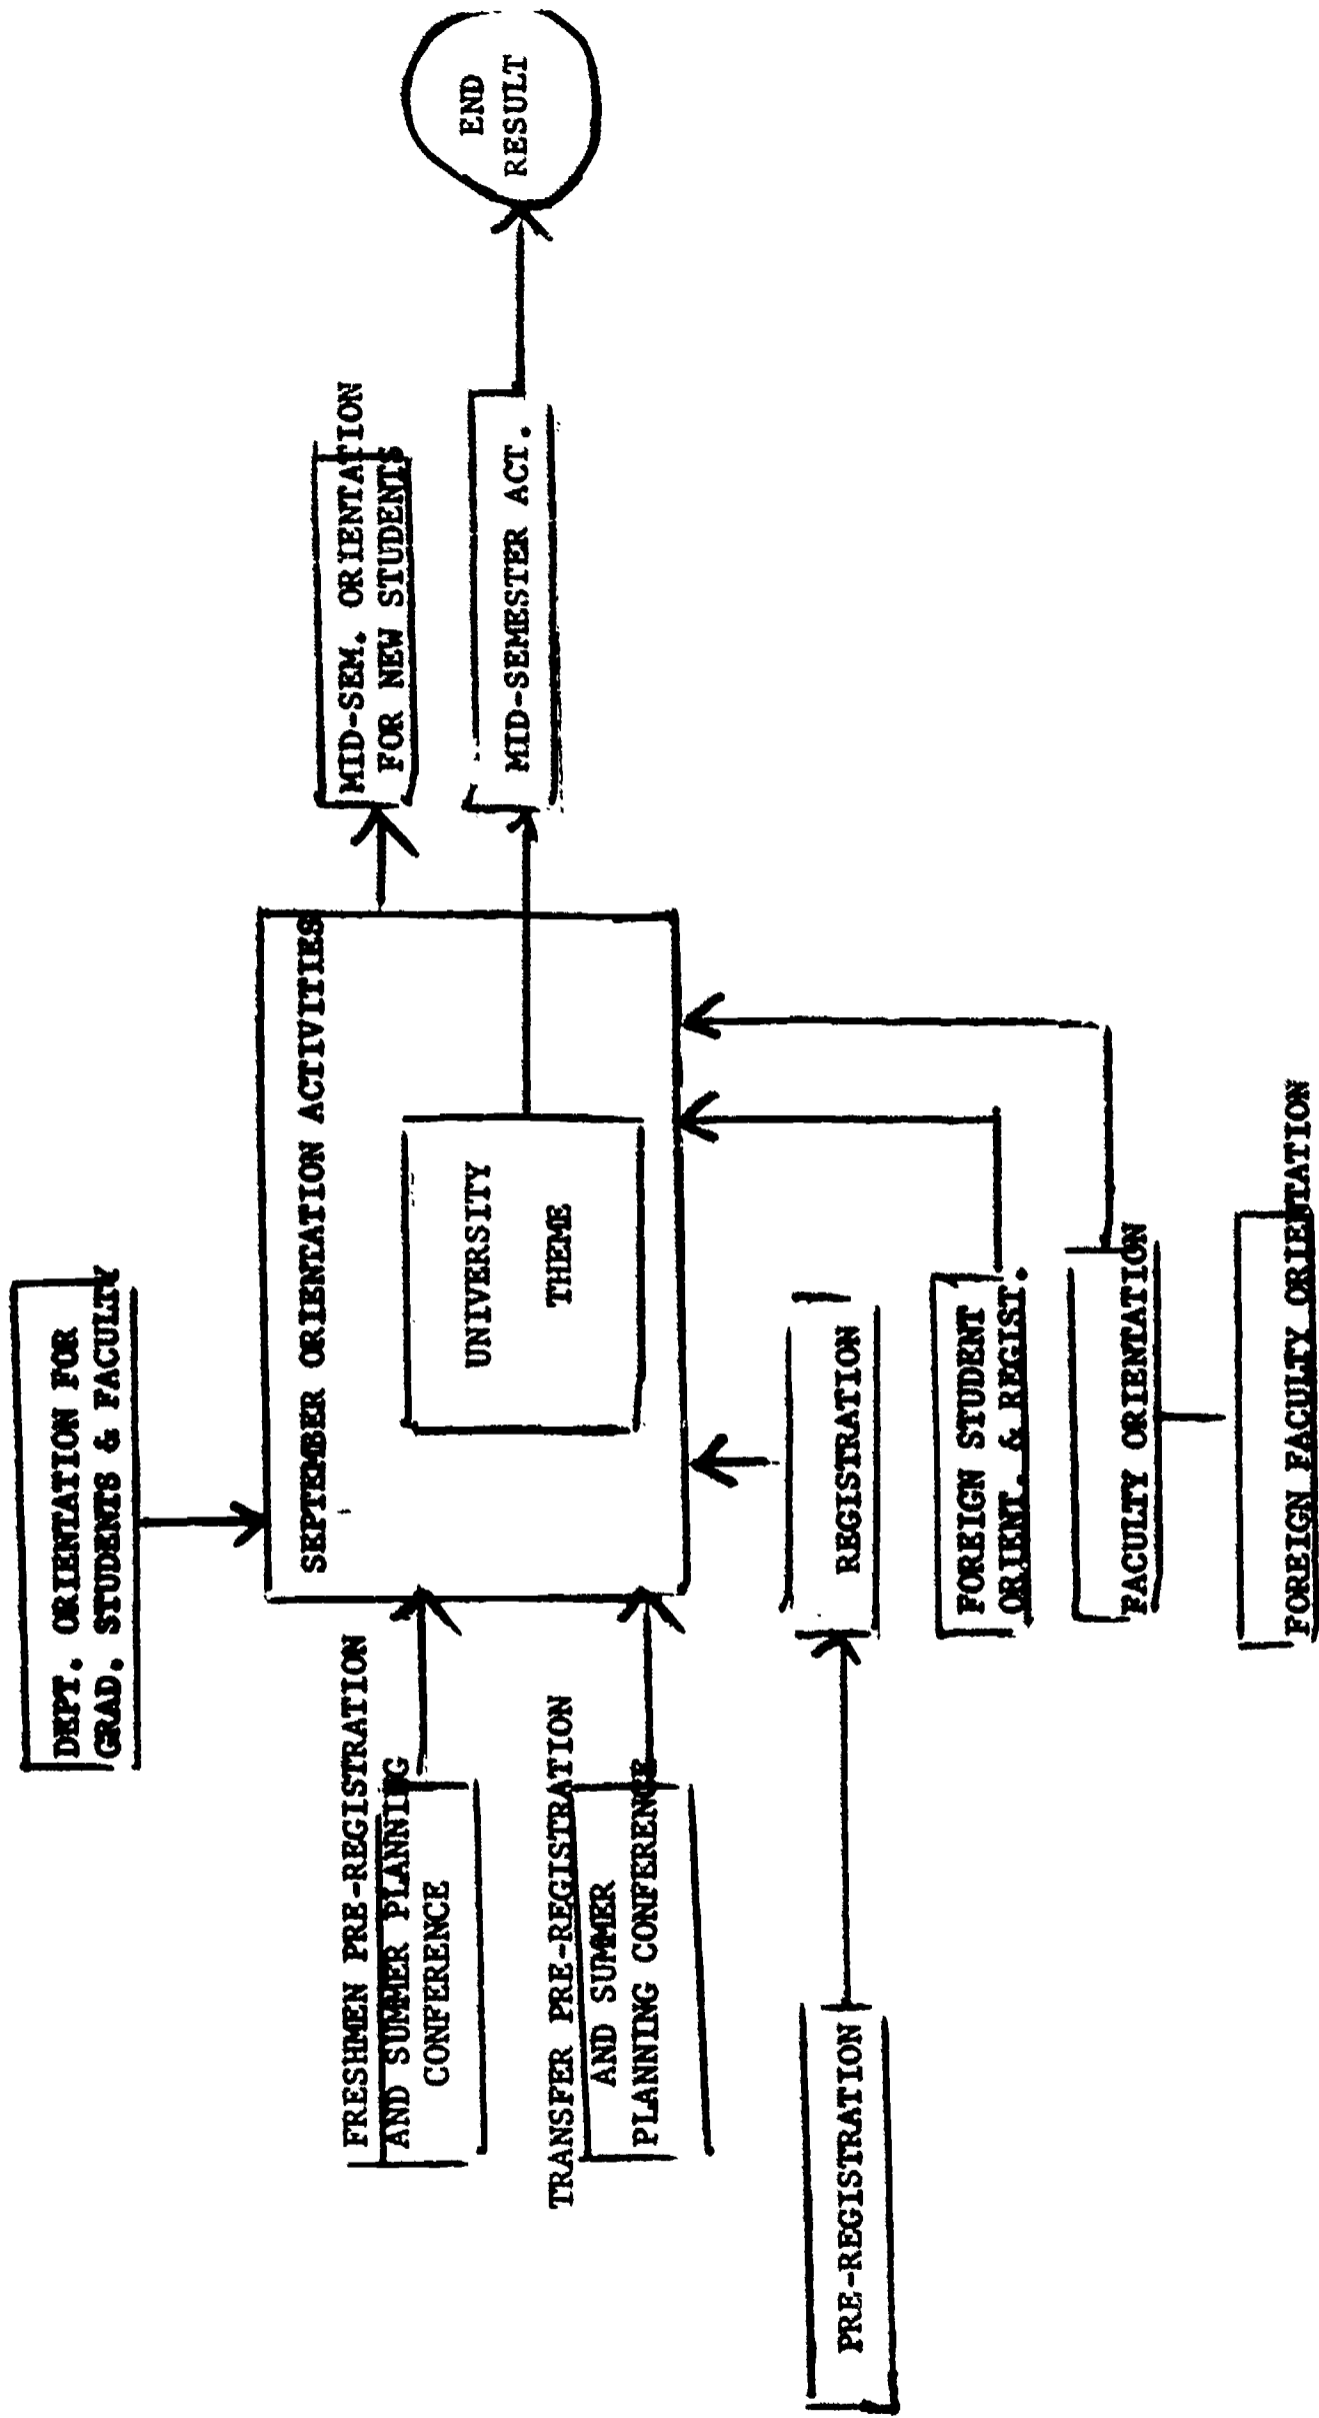 DEPT. ORIENTATION FOR
GRAD. STUDENTS & FACULTY
FRESHMEN PRE-REGISTRATION
AND SUMMER PLANNING
CONFERENCE
TRANSFER PRE-REGISTRATION
AND SUMMER
PLANNING CONFERENCE
PRE-REGISTRATION
SEPTEMBER ORIENTATION ACTIVITIES
UNIVERSITY
THEME
REGISTRATION
FOREIGN STUDENT
ORIENT. & REGIST.
FACULTY ORIENTATION
FOREIGN FACULTY ORIENTATION
MID-SEM. ORIENTATION
FOR NEW STUDENTS
MID-SEMESTER ACT.
END
RESULT